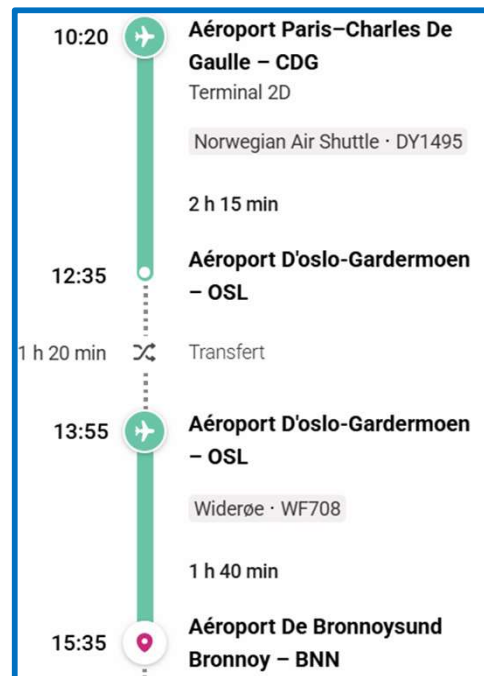 10:20
Aéroport Paris–Charles De
Gaulle – CDG
Terminal 2D
Norwegian Air Shuttle · DY1495
2 h 15 min
12:35
Aéroport D'oslo-Gardermoen
– OSL
1 h 20 min
Transfert
13:55
Aéroport D'oslo-Gardermoen
– OSL
Widerøe · WF708
1 h 40 min
15:35
Aéroport De Bronnoysund
Bronnoy – BNN